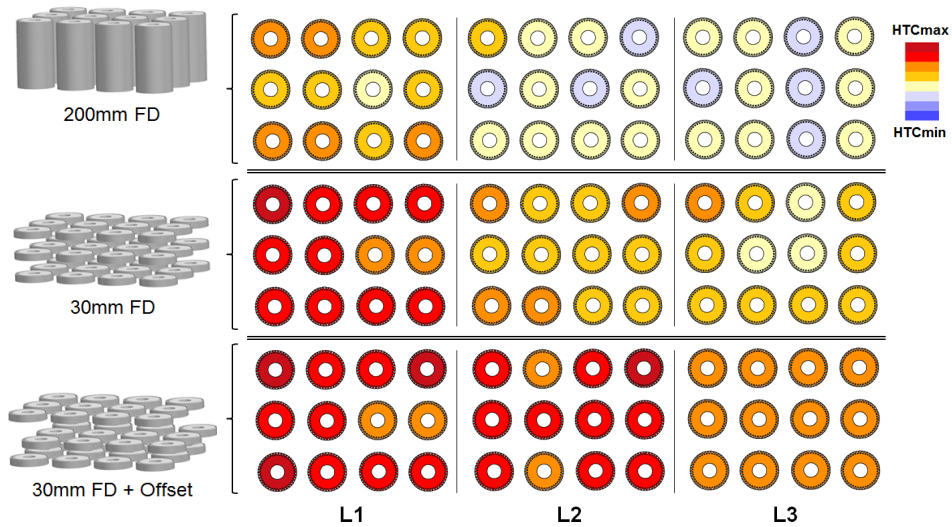 HTCmax
HTCmin
200mm FD
30mm FD
30mm FD + Offset
L1
L2
L3